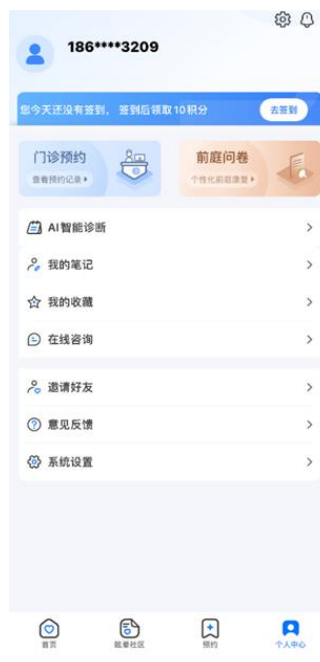 186****3209
您今天还没有签到，签到后领取10积分
去签到
门诊预约
查看预约记录
前庭问卷
个性化前庭康复
AI智能诊断
我的笔记
我的收藏
在线咨询
邀请好友
意见反馈
系统设置
首页
眩晕社区
预约
个人中心